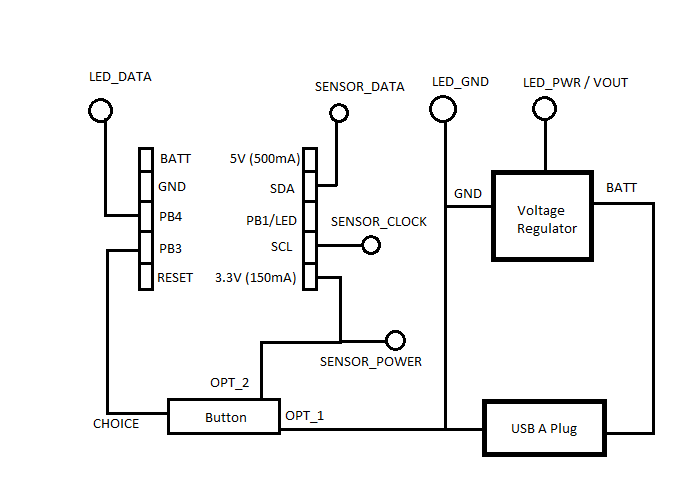 LED_DATA
SENSOR_DATA
LED_GND
LED_PWR / VOUT
BATT
5V (500mA)
GND
SDA
GND
BATT
PB4
PB1/LED
SENSOR_CLOCK
Voltage
Regulator
PB3
SCL
RESET
3.3V (150mA)
SENSOR_POWER
OPT_2
CHOICE
Button
OPT_1
USB A Plug